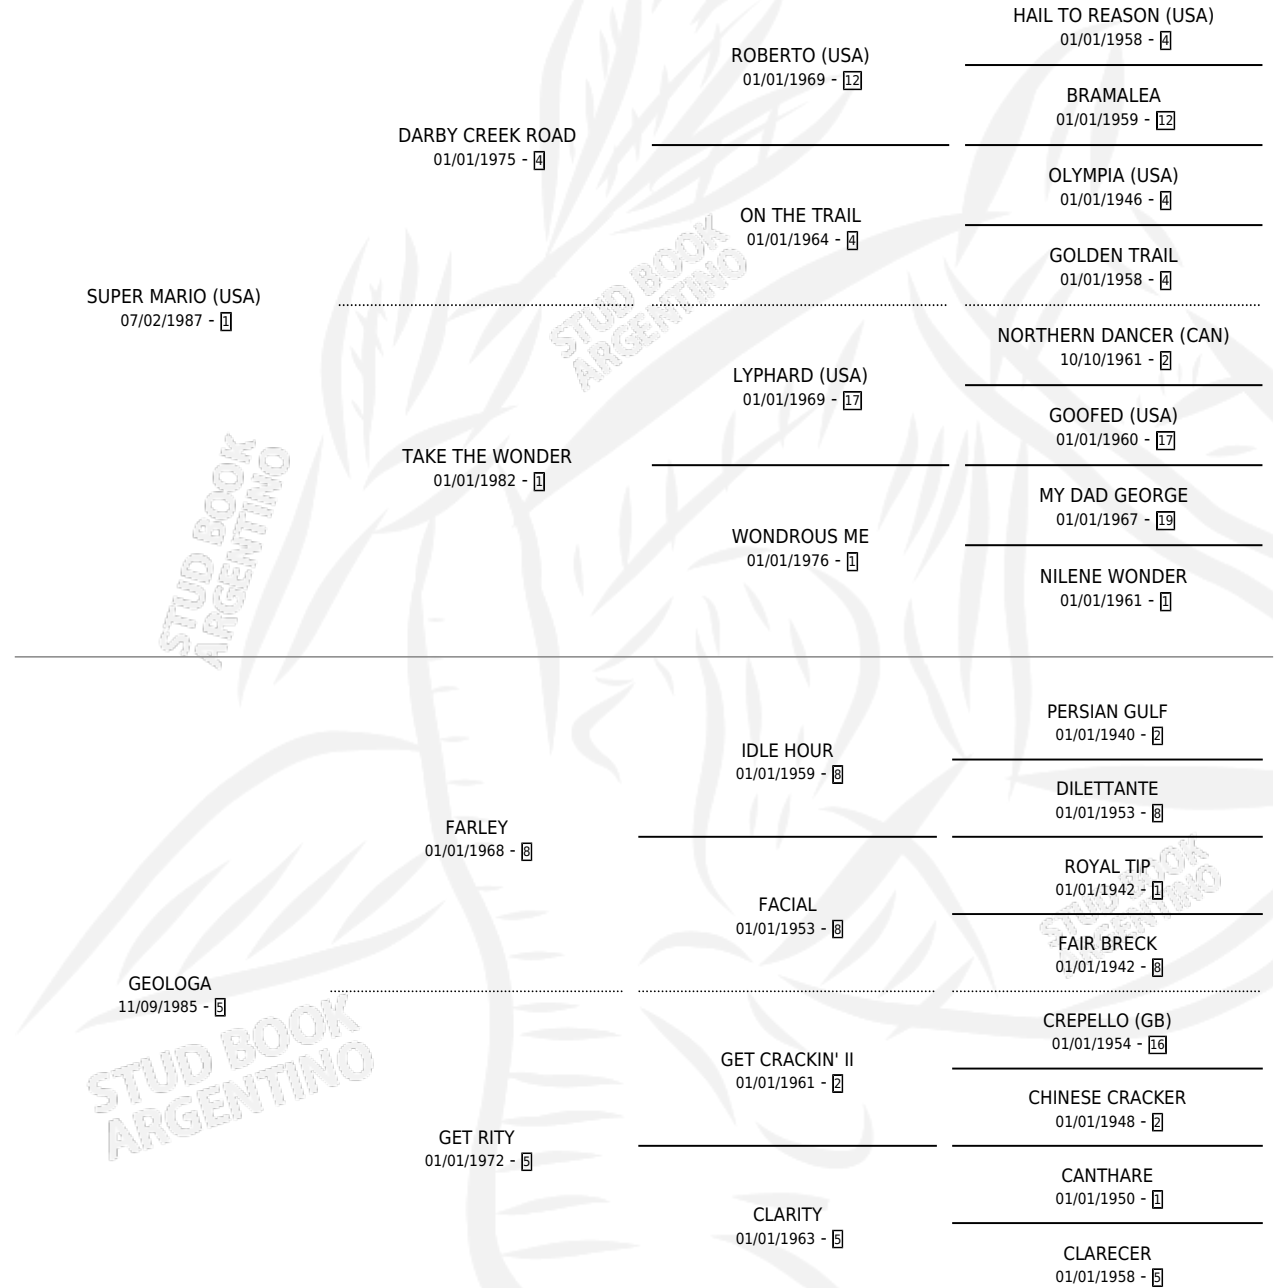 HAIL TO REASON (USA)
01/01/1958 - 4
ROBERTO (USA)
01/01/1969 - 12
BRAMALEA
01/01/1959 - 12
DARBY CREEK ROAD
01/01/1975 - 4
OLYMPIA (USA)
01/01/1946 - 4
ON THE TRAIL
01/01/1964 - 4
GOLDEN TRAIL
01/01/1958 - 4
SUPER MARIO (USA)
07/02/1987 - 1
NORTHERN DANCER (CAN)
10/10/1961 - 2
LYPHARD (USA)
01/01/1969 - 17
GOOFED (USA)
01/01/1960 - 17
TAKE THE WONDER
01/01/1982 - 1
MY DAD GEORGE
01/01/1967 - 19
WONDROUS ME
01/01/1976 - 1
NILENE WONDER
01/01/1961 - 1
PERSIAN GULF
01/01/1940 - 2
IDLE HOUR
01/01/1959 - 8
DILETTANTE
01/01/1953 - 8
FARLEY
01/01/1968 - 8
ROYAL TIP
01/01/1942 - 1
FACIAL
01/01/1953 - 8
FAIR BRECK
01/01/1942 - 8
GEOLOGA
11/09/1985 - 5
CREPELLO (GB)
01/01/1954 - 16
GET CRACKIN' II
01/01/1961 - 2
CHINESE CRACKER
01/01/1948 - 2
GET RITY
01/01/1972 - 5
CANTHARE
01/01/1950 - 1
CLARITY
01/01/1963 - 5
CLARECER
01/01/1958 - 5
STUD BOOK
ARGENTINO
STUD BOOK
ARGENTINO
STUD BOOK
ARGENTINO
STUD BOOK
ARGENTINO